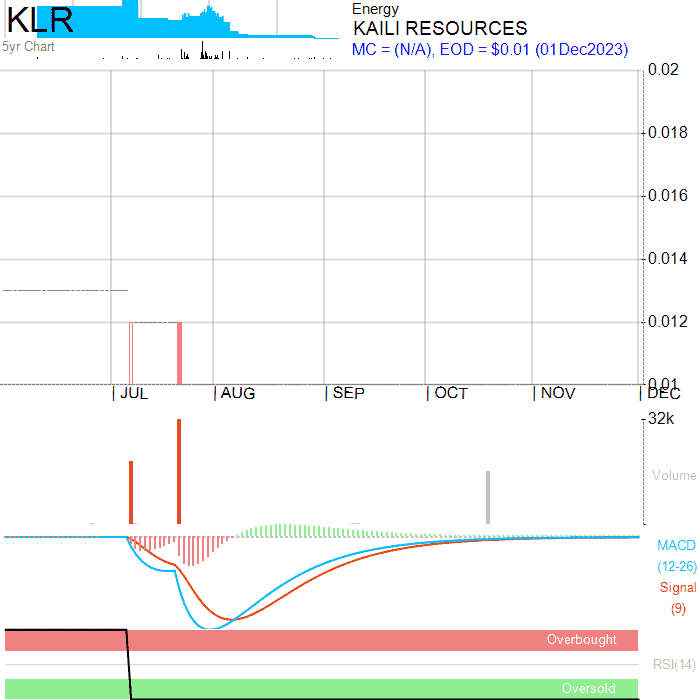 KLR
5yr Chart
Energy
KAILI RESOURCES
MC = (N/A), EOD = $0.01 (01Dec2023)
0.02
0.018
0.016
0.014
0.012
0.01
JUL AUG SEP OCT NOV DEC
32k
Volume
MACD
(12-26)
Signal
(9)
Overbought
RSI(14)
Oversold